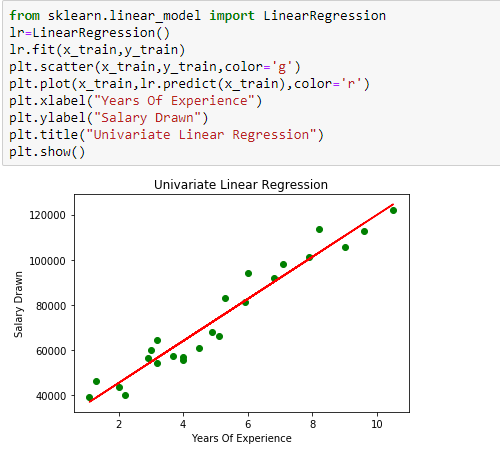 from sklearn.linear_model import LinearRegression
lr=LinearRegression()
lr.fit(x_train,y_train)
plt.scatter(x_train,y_train,color='g')
plt.plot(x_train,lr.predict(x_train),color='r')
plt.xlabel("Years Of Experience")
plt.ylabel("Salary Drawn")
plt.title("Univariate Linear Regression")
plt.show()
Univariate Linear Regression
120000
100000
80000
60000
40000
Salary Drawn
2 4 6 8 10
Years Of Experience